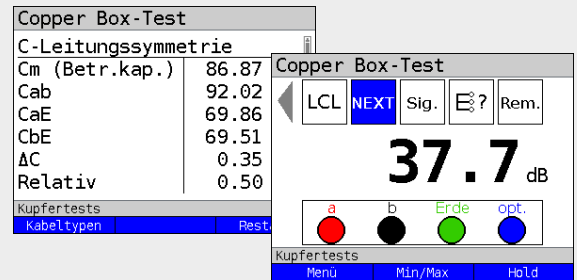 Copper Box-Test
C-Leitungssymmetrie
Cm (Betr.kap.) 86.87
Cab 92.02
CaE 69.86
CbE 69.51
ΔC 0.35
Relativ 0.50
Kupfertests
Kabeltypen
Copper Box-Test
LCL NEXT Sig. ? Rem.
37.7 dB
a b Erde opt.
Kupfertests
Menü Min/Max Hold